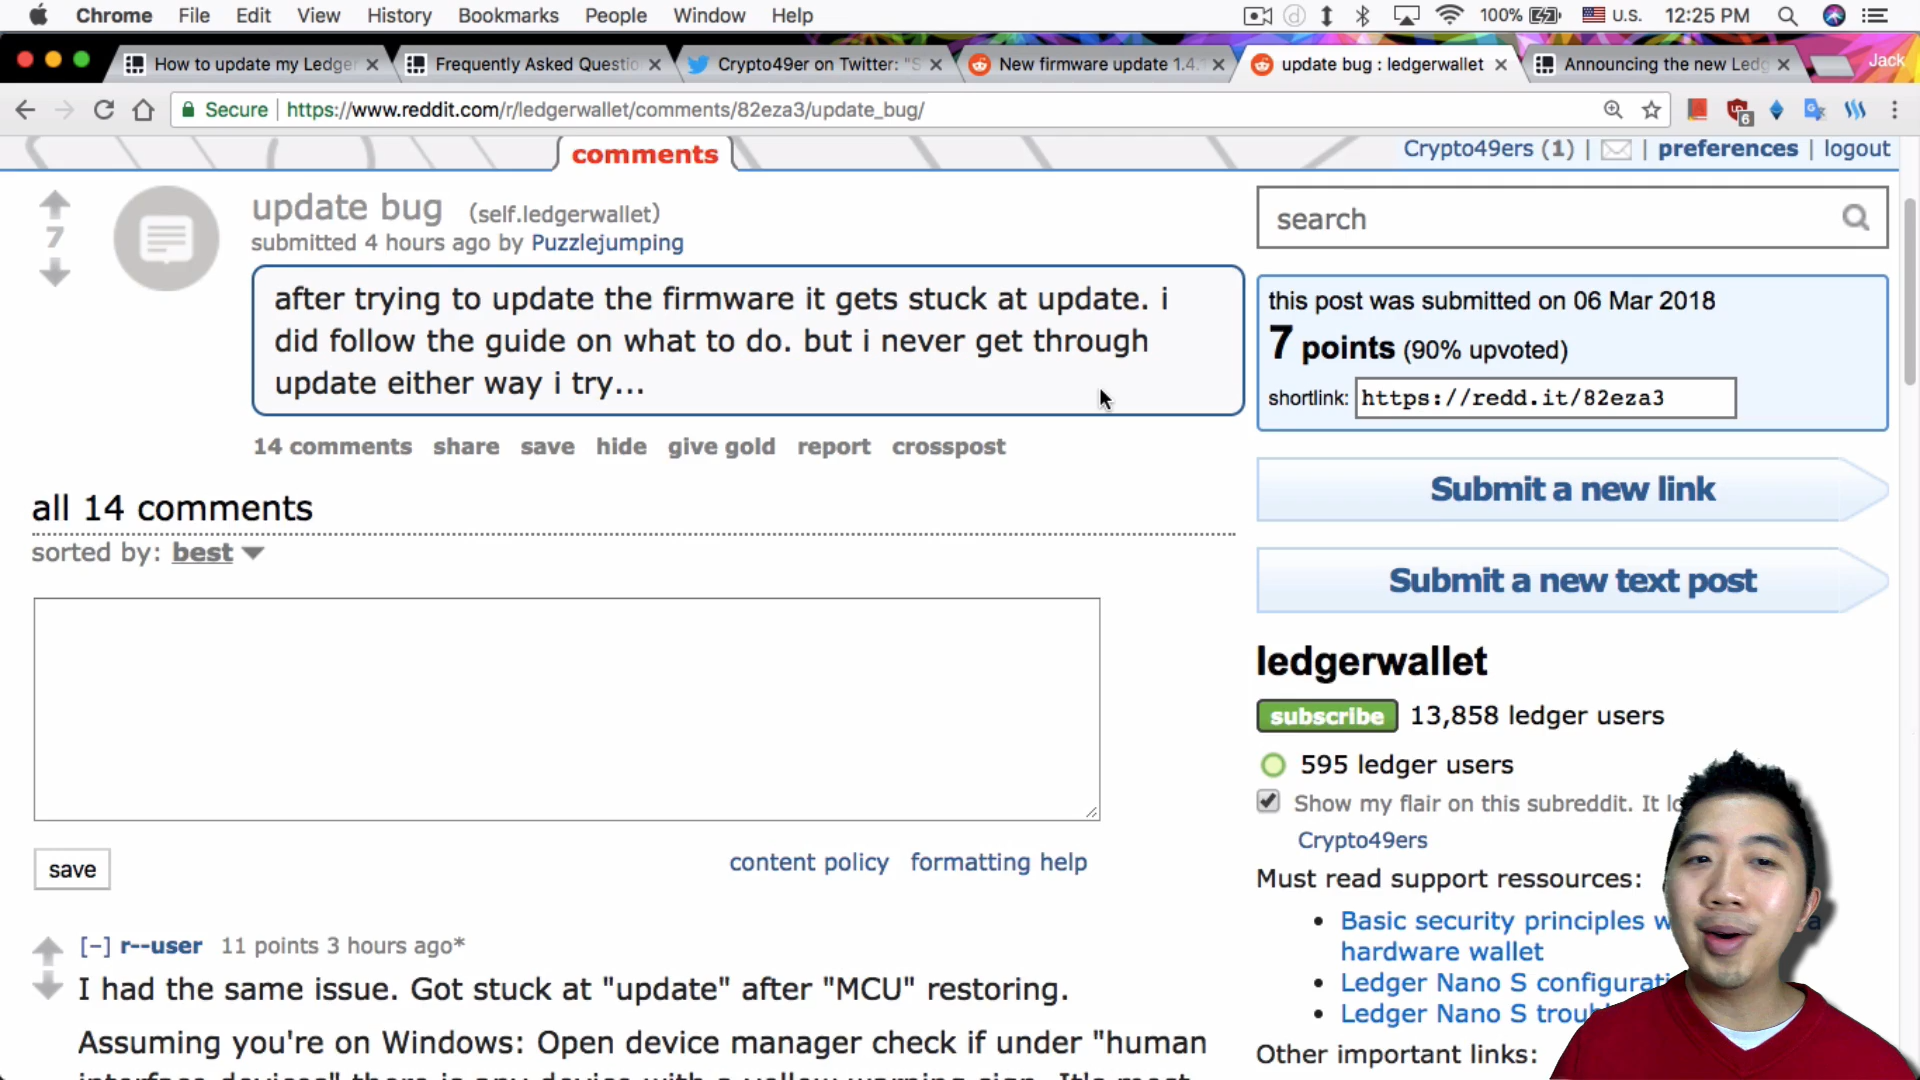 Chrome File Edit View History Bookmarks People Window Help 100% U.S. 12:25 PM
How to update my Ledge Frequently Asked Questio Crypto49er on Twitter: "S New firmware update 1.4. update bug : ledgerwallet Announcing the new Ledg Jack
Secure https://www.reddit.com/r/ledgerwallet/comments/82eza3/update_bug/ 6
comments
Crypto49ers (1) | | preferences | logout
7
update bug (self.ledgerwallet)
submitted 4 hours ago by Puzzlejumping
after trying to update the firmware it gets stuck at update. i
did follow the guide on what to do. but i never get through
update either way i try...
14 comments share save hide give gold report crosspost
all 14 comments
sorted by: best
save
content policy formatting help
[–] r--user 11 points 3 hours ago*
I had the same issue. Got stuck at "update" after "MCU" restoring.
Assuming you're on Windows: Open device manager check if under "human
interface devices" there is any device with a yellow warning sign. It's most
search
this post was submitted on 06 Mar 2018
7 points (90% upvoted)
shortlink: https://redd.it/82eza3
Submit a new link
Submit a new text post
ledgerwallet
subscribe 13,858 ledger users
595 ledger users
Show my flair on this subreddit. It lo
Crypto49ers
Must read support ressources:
Basic security principles w a
hardware wallet
Ledger Nano S configurati
Ledger Nano S troub
Other important links: